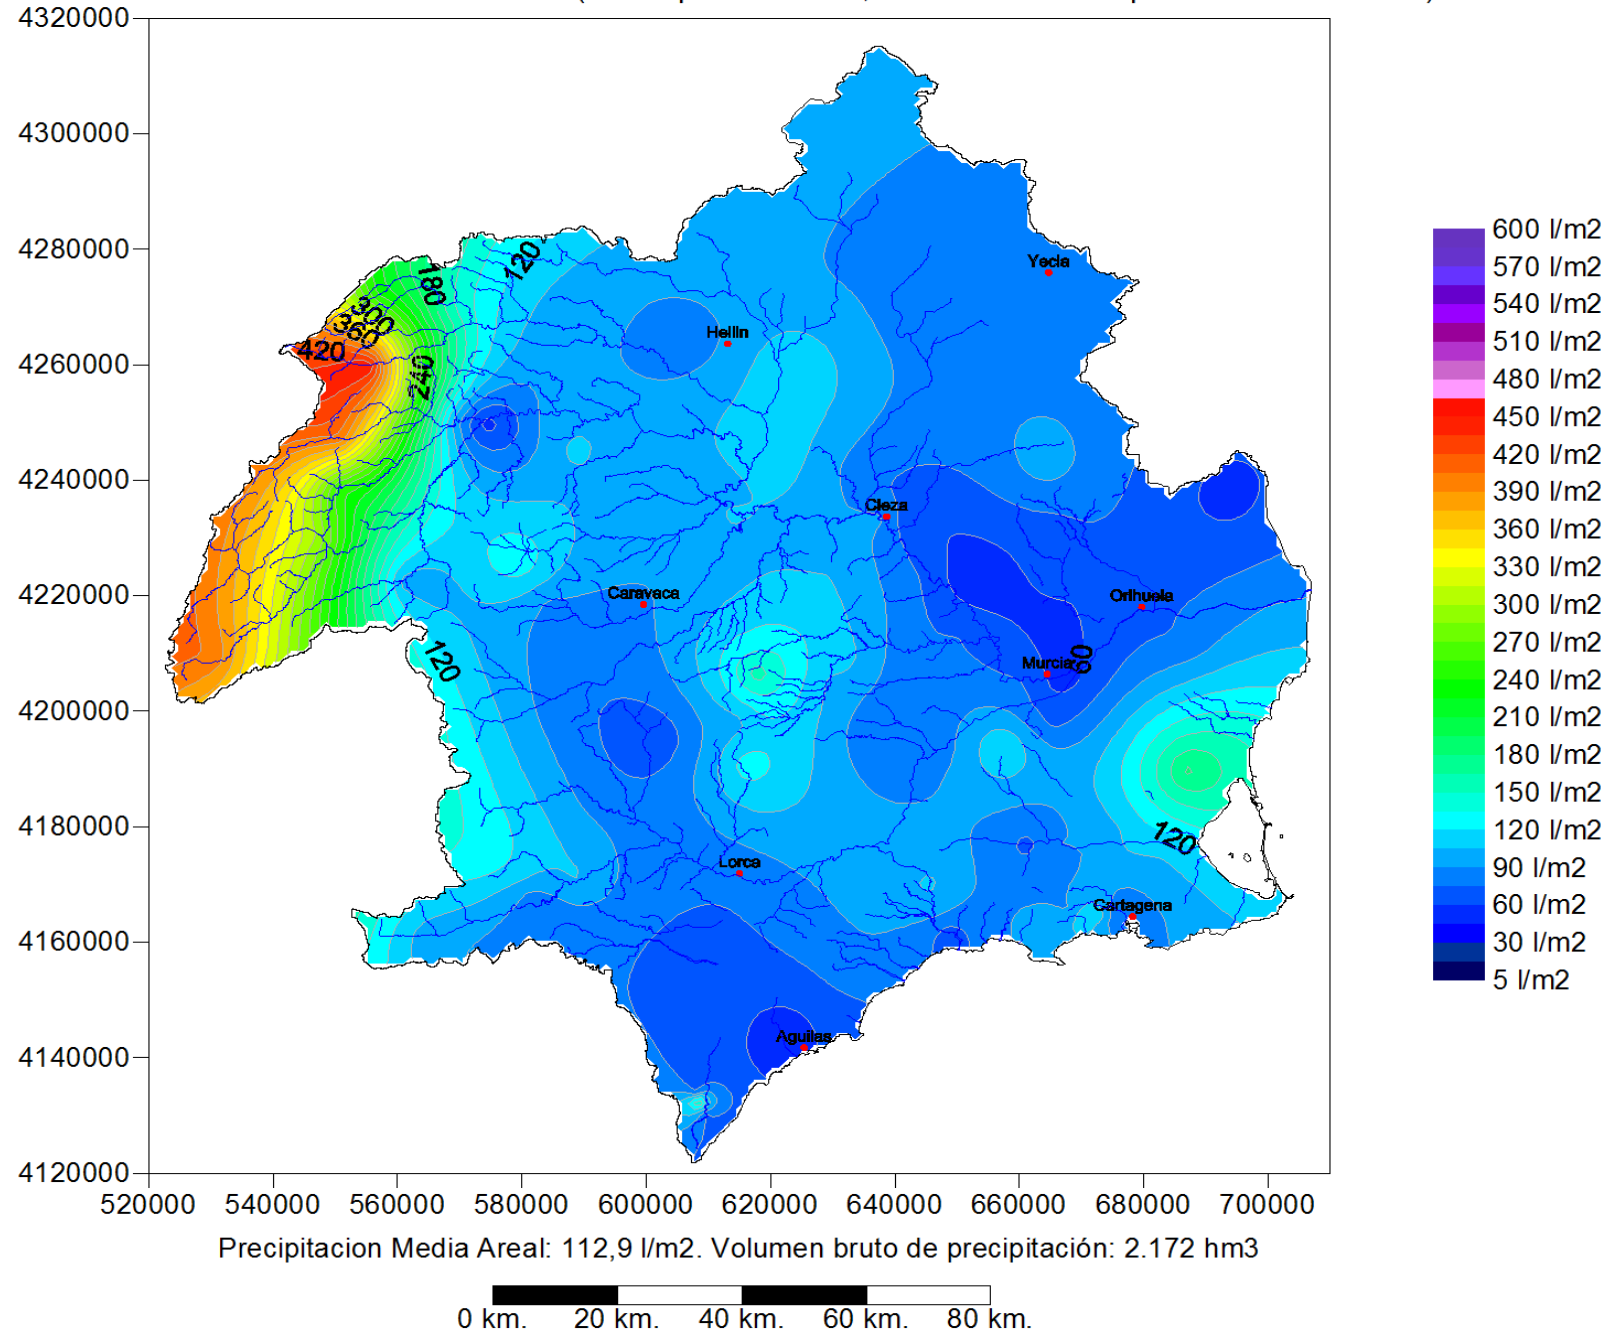 4320000
4300000
4280000
4260000
4240000
4220000
4200000
4180000
4160000
4140000
4120000
520000 540000 560000 580000 600000 620000 640000 660000 680000 700000
120
180
300
360
420
240
120
60
120
Yecla
Hellin
Cieza
Caravaca
Orihuela
Murcia
Lorca
Cartagena
Aguilas
600 l/m2
570 l/m2
540 l/m2
510 l/m2
480 l/m2
450 l/m2
420 l/m2
390 l/m2
360 l/m2
330 l/m2
300 l/m2
270 l/m2
240 l/m2
210 l/m2
180 l/m2
150 l/m2
120 l/m2
90 l/m2
60 l/m2
30 l/m2
5 l/m2
Precipitacion Media Areal: 112,9 l/m2. Volumen bruto de precipitación: 2.172 hm3
0 km. 20 km. 40 km. 60 km. 80 km.